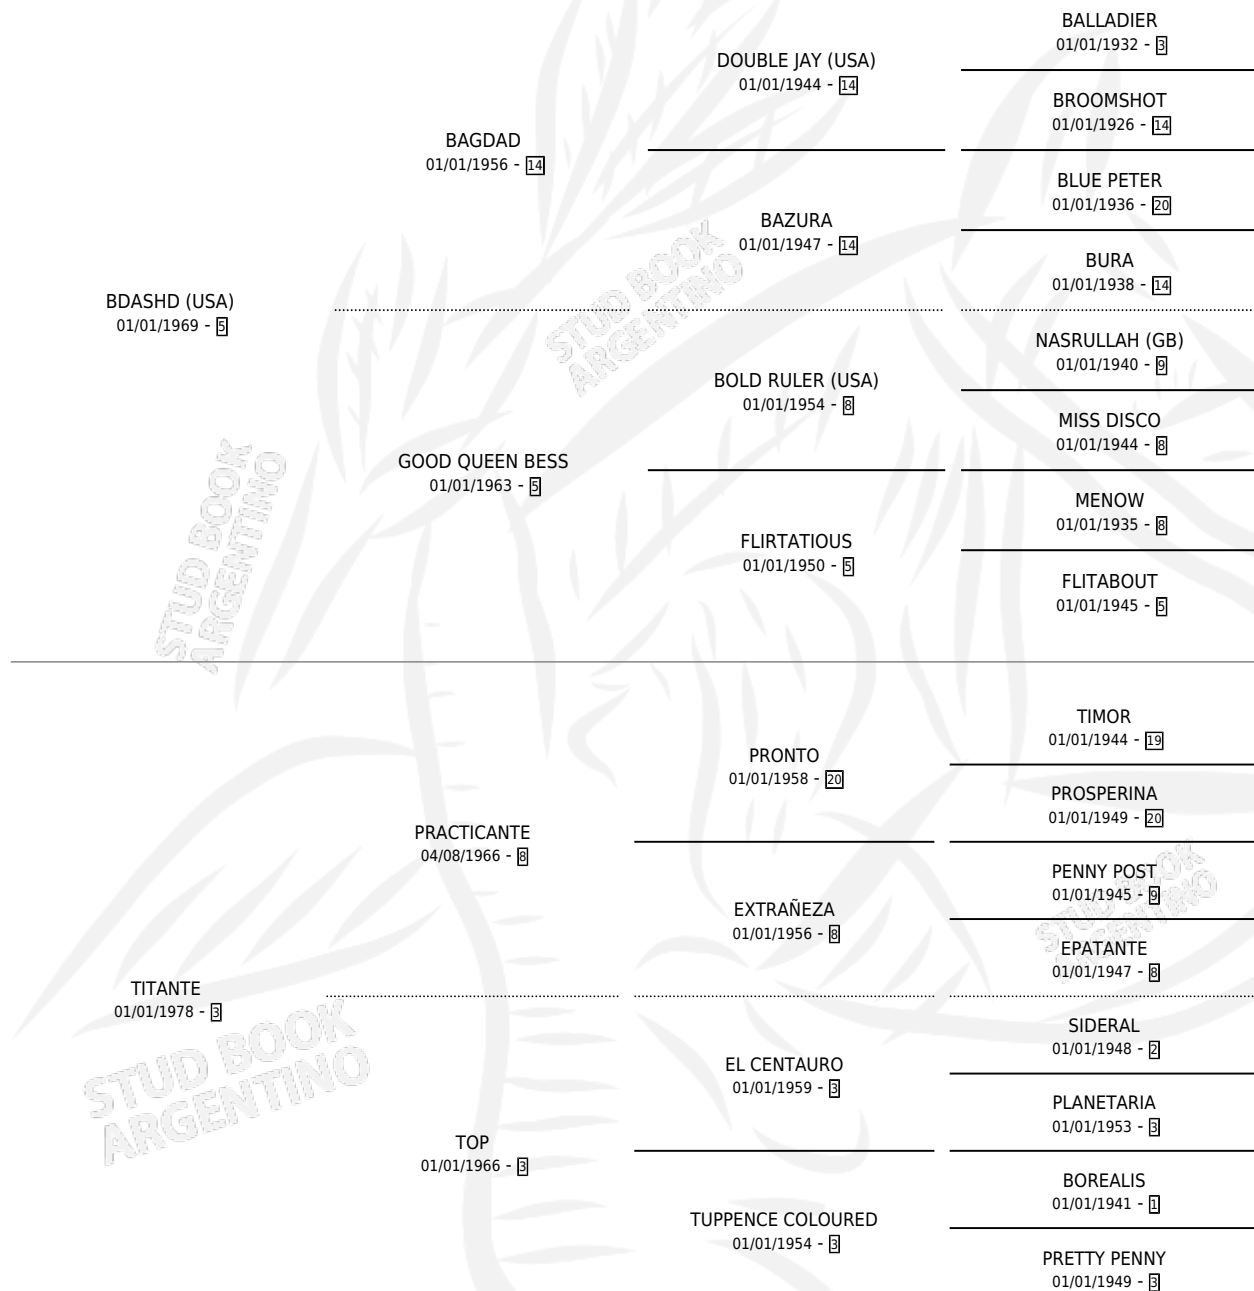 BALLADIER
01/01/1932 - 3
DOUBLE JAY (USA)
01/01/1944 - 14
BROOMSHOT
01/01/1926 - 14
BAGDAD
01/01/1956 - 14
BLUE PETER
01/01/1936 - 20
BAZURA
01/01/1947 - 14
BURA
01/01/1938 - 14
BDASHD (USA)
01/01/1969 - 5
NASRULLAH (GB)
01/01/1940 - 9
BOLD RULER (USA)
01/01/1954 - 8
MISS DISCO
01/01/1944 - 8
GOOD QUEEN BESS
01/01/1963 - 5
MENOW
01/01/1935 - 8
FLIRTATIOUS
01/01/1950 - 5
FLITABOUT
01/01/1945 - 5
STUD BOOK
ARGENTINO
STUD BOOK
ARGENTINO
TIMOR
01/01/1944 - 19
PRONTO
01/01/1958 - 20
PROSPERINA
01/01/1949 - 20
PRACTICANTE
04/08/1966 - 8
PENNY POST
01/01/1945 - 9
EXTRAÑEZA
01/01/1956 - 8
EPATANTE
01/01/1947 - 8
TITANTE
01/01/1978 - 3
SIDERAL
01/01/1948 - 2
EL CENTAURO
01/01/1959 - 3
PLANETARIA
01/01/1953 - 3
TOP
01/01/1966 - 3
BOREALIS
01/01/1941 - 1
TUPPENCE COLOURED
01/01/1954 - 3
PRETTY PENNY
01/01/1949 - 3
STUD BOOK
ARGENTINO
STUD BOOK
ARGENTINO